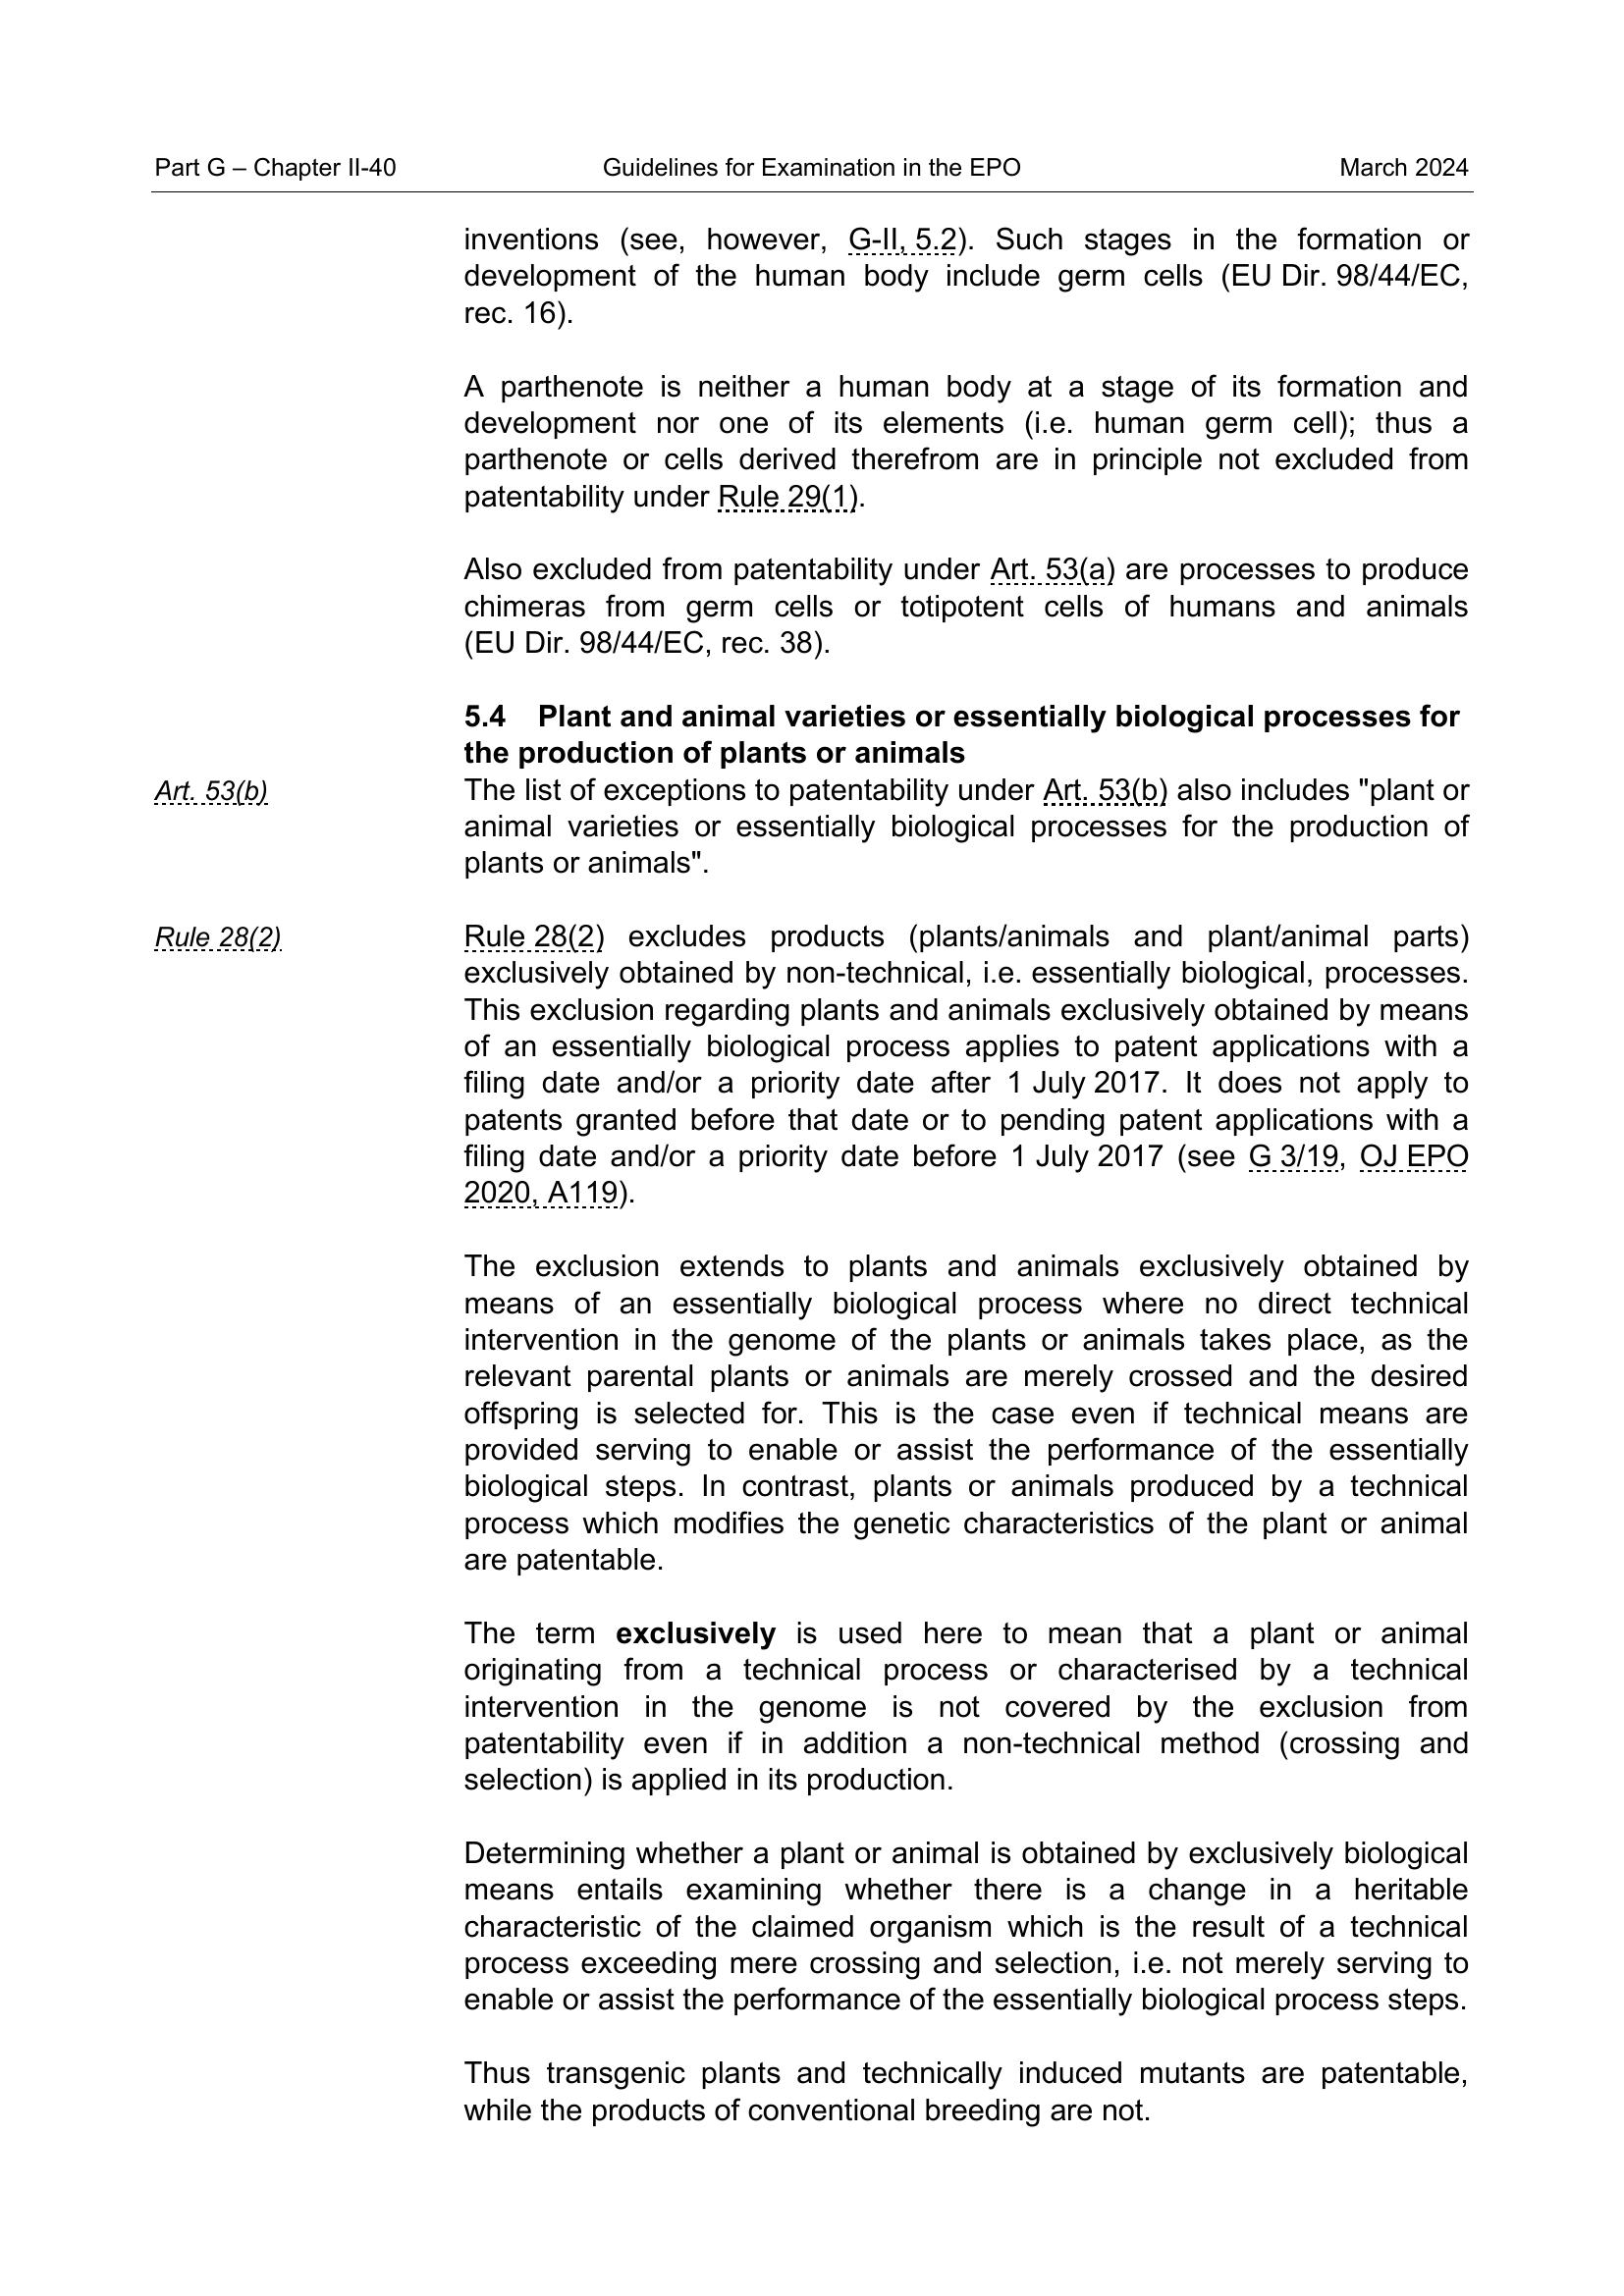 Part G – Chapter II-40 Guidelines for Examination in the EPO March 2024
inventions (see, however, G-II, 5.2). Such stages in the formation or
development of the human body include germ cells (EU Dir. 98/44/EC,
rec. 16).
A parthenote is neither a human body at a stage of its formation and
development nor one of its elements (i.e. human germ cell); thus a
parthenote or cells derived therefrom are in principle not excluded from
patentability under Rule 29(1).
Also excluded from patentability under Art. 53(a) are processes to produce
chimeras from germ cells or totipotent cells of humans and animals
(EU Dir. 98/44/EC, rec. 38).
5.4 Plant and animal varieties or essentially biological processes for
the production of plants or animals
Art. 53(b) The list of exceptions to patentability under Art. 53(b) also includes "plant or
animal varieties or essentially biological processes for the production of
plants or animals".
Rule 28(2) Rule 28(2) excludes products (plants/animals and plant/animal parts)
exclusively obtained by non-technical, i.e. essentially biological, processes.
This exclusion regarding plants and animals exclusively obtained by means
of an essentially biological process applies to patent applications with a
filing date and/or a priority date after 1 July 2017. It does not apply to
patents granted before that date or to pending patent applications with a
filing date and/or a priority date before 1 July 2017 (see G 3/19, OJ EPO
2020, A119).
The exclusion extends to plants and animals exclusively obtained by
means of an essentially biological process where no direct technical
intervention in the genome of the plants or animals takes place, as the
relevant parental plants or animals are merely crossed and the desired
offspring is selected for. This is the case even if technical means are
provided serving to enable or assist the performance of the essentially
biological steps. In contrast, plants or animals produced by a technical
process which modifies the genetic characteristics of the plant or animal
are patentable.
The term exclusively is used here to mean that a plant or animal
originating from a technical process or characterised by a technical
intervention in the genome is not covered by the exclusion from
patentability even if in addition a non-technical method (crossing and
selection) is applied in its production.
Determining whether a plant or animal is obtained by exclusively biological
means entails examining whether there is a change in a heritable
characteristic of the claimed organism which is the result of a technical
process exceeding mere crossing and selection, i.e. not merely serving to
enable or assist the performance of the essentially biological process steps.
Thus transgenic plants and technically induced mutants are patentable,
while the products of conventional breeding are not.